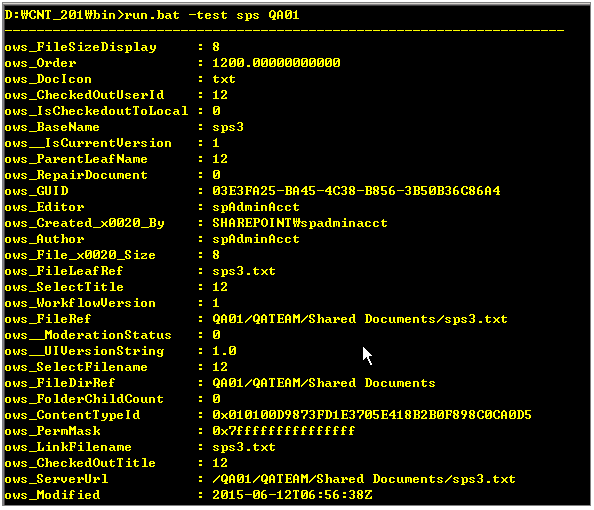 D:₩CNT_201₩bin>run.bat -test sps QA01
----------------------------------------------------------------------
ows_FileSizeDisplay : 8
ows_Order : 1200.00000000000
ows_DocIcon : txt
ows_CheckedOutUserId : 12
ows_IsCheckedoutToLocal : 0
ows_BaseName : sps3
ows__IsCurrentVersion : 1
ows_ParentLeafName : 12
ows_RepairDocument : 0
ows_GUID : 03E3FA25-BA45-4C38-B856-3B50B36C86A4
ows_Editor : spAdminAcct
ows_Created_x0020_By : SHAREPOINT₩spadminacct
ows_Author : spAdminAcct
ows_File_x0020_Size : 8
ows_FileLeafRef : sps3.txt
ows_SelectTitle : 12
ows_WorkflowVersion : 1
ows_FileRef : QA01/QATEAM/Shared Documents/sps3.txt
ows__ModerationStatus : 0
ows__UIVersionString : 1.0
ows_SelectFilename : 12
ows_FileDirRef : QA01/QATEAM/Shared Documents
ows_FolderChildCount : 0
ows_ContentTypeId : 0x010100D9873FD1E3705E418B2B0F898C0CA0D5
ows_PermMask : 0x7fffffffffffffff
ows_LinkFilename : sps3.txt
ows_CheckedOutTitle : 12
ows_ServerUrl : /QA01/QATEAM/Shared Documents/sps3.txt
ows_Modified : 2015-06-12T06:56:38Z